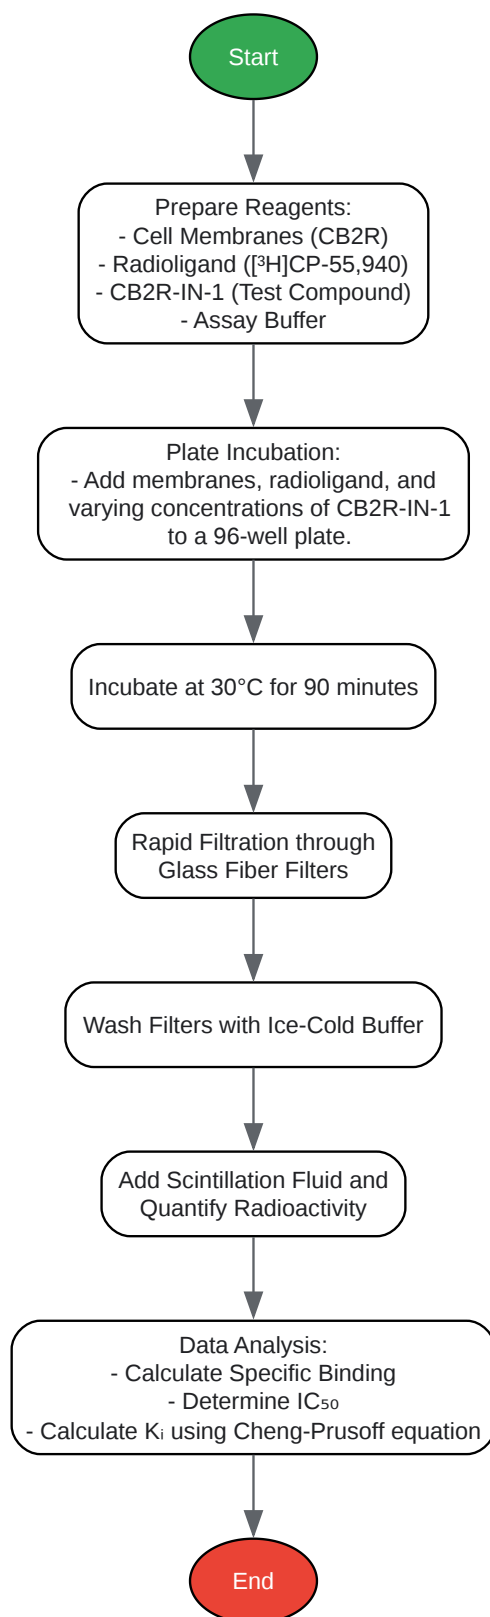 Start
Prepare Reagents:
- Cell Membranes (CB2R)
- Radioligand ([³H]CP-55,940)
- CB2R-IN-1 (Test Compound)
- Assay Buffer
Plate Incubation:
- Add membranes, radioligand, and
varying concentrations of CB2R-IN-1
to a 96-well plate.
Incubate at 30°C for 90 minutes
Rapid Filtration through
Glass Fiber Filters
Wash Filters with Ice-Cold Buffer
Add Scintillation Fluid and
Quantify Radioactivity
Data Analysis:
- Calculate Specific Binding
- Determine IC₅₀
- Calculate Kᵢ using Cheng-Prusoff equation
End